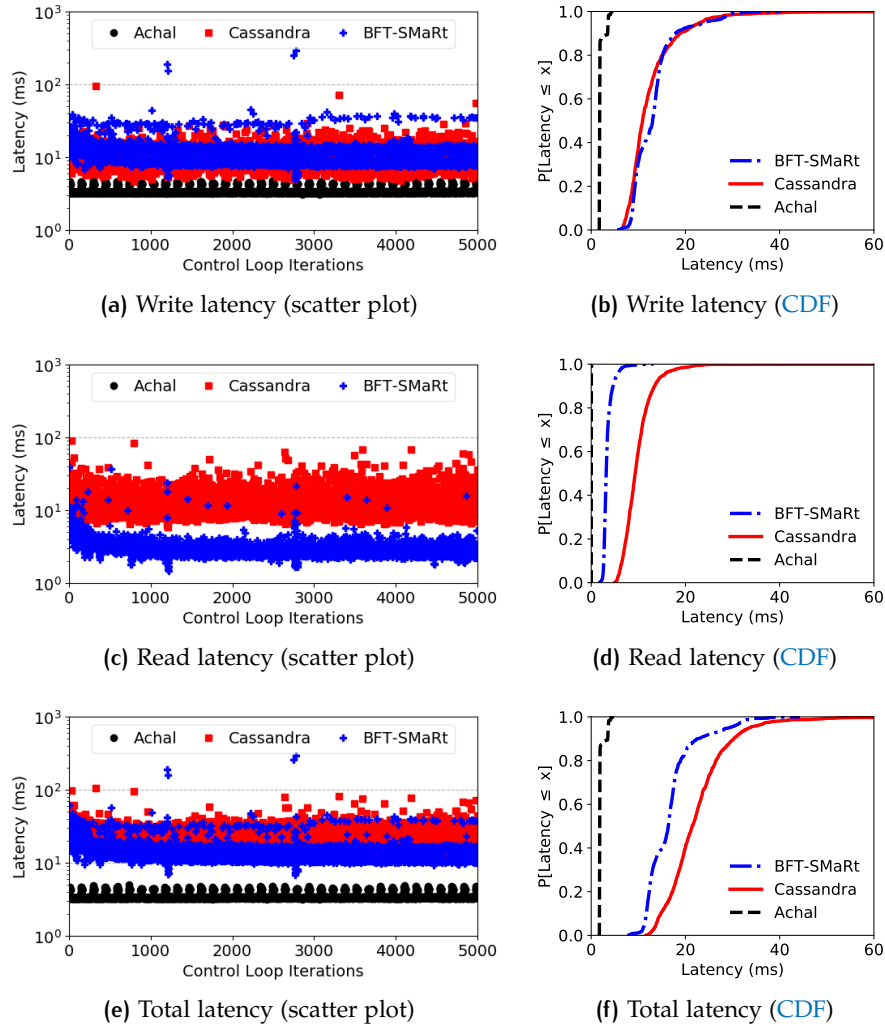 Achal Cassandra BFT-SMaRt
10³
10²
10¹
10⁰
Latency (ms)
0 1000 2000 3000 4000 5000
Control Loop Iterations
(a) Write latency (scatter plot)
1.0
0.8
0.6
0.4
0.2
0.0
P[Latency ≤ x]
BFT-SMaRt
Cassandra
Achal
0 20 40 60
Latency (ms)
(b) Write latency (CDF)
Achal Cassandra BFT-SMaRt
10³
10²
10¹
10⁰
Latency (ms)
0 1000 2000 3000 4000 5000
Control Loop Iterations
(c) Read latency (scatter plot)
1.0
0.8
0.6
0.4
0.2
0.0
P[Latency ≤ x]
BFT-SMaRt
Cassandra
Achal
0 20 40 60
Latency (ms)
(d) Read latency (CDF)
Achal Cassandra BFT-SMaRt
10³
10²
10¹
10⁰
Latency (ms)
0 1000 2000 3000 4000 5000
Control Loop Iterations
(e) Total latency (scatter plot)
1.0
0.8
0.6
0.4
0.2
0.0
P[Latency ≤ x]
BFT-SMaRt
Cassandra
Achal
0 20 40 60
Latency (ms)
(f) Total latency (CDF)